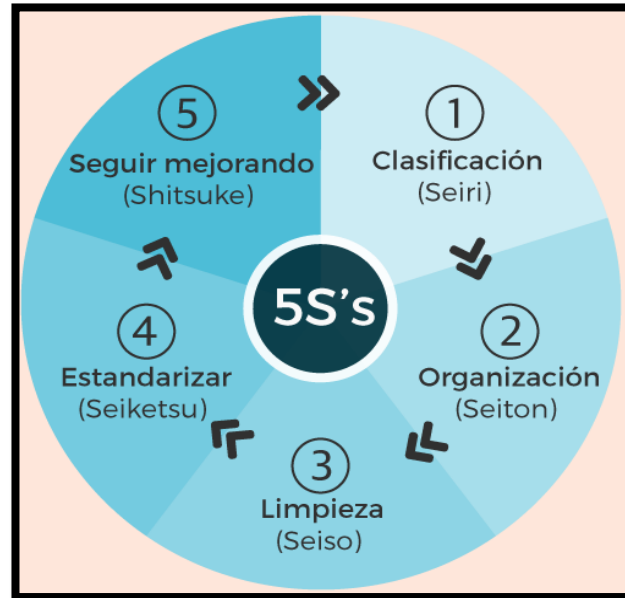 1
Clasificación
(Seiri)
2
Organización
(Seiton)
3
Limpieza
(Seiso)
4
Estandarizar
(Seiketsu)
5
Seguir mejorando
(Shitsuke)
5S's